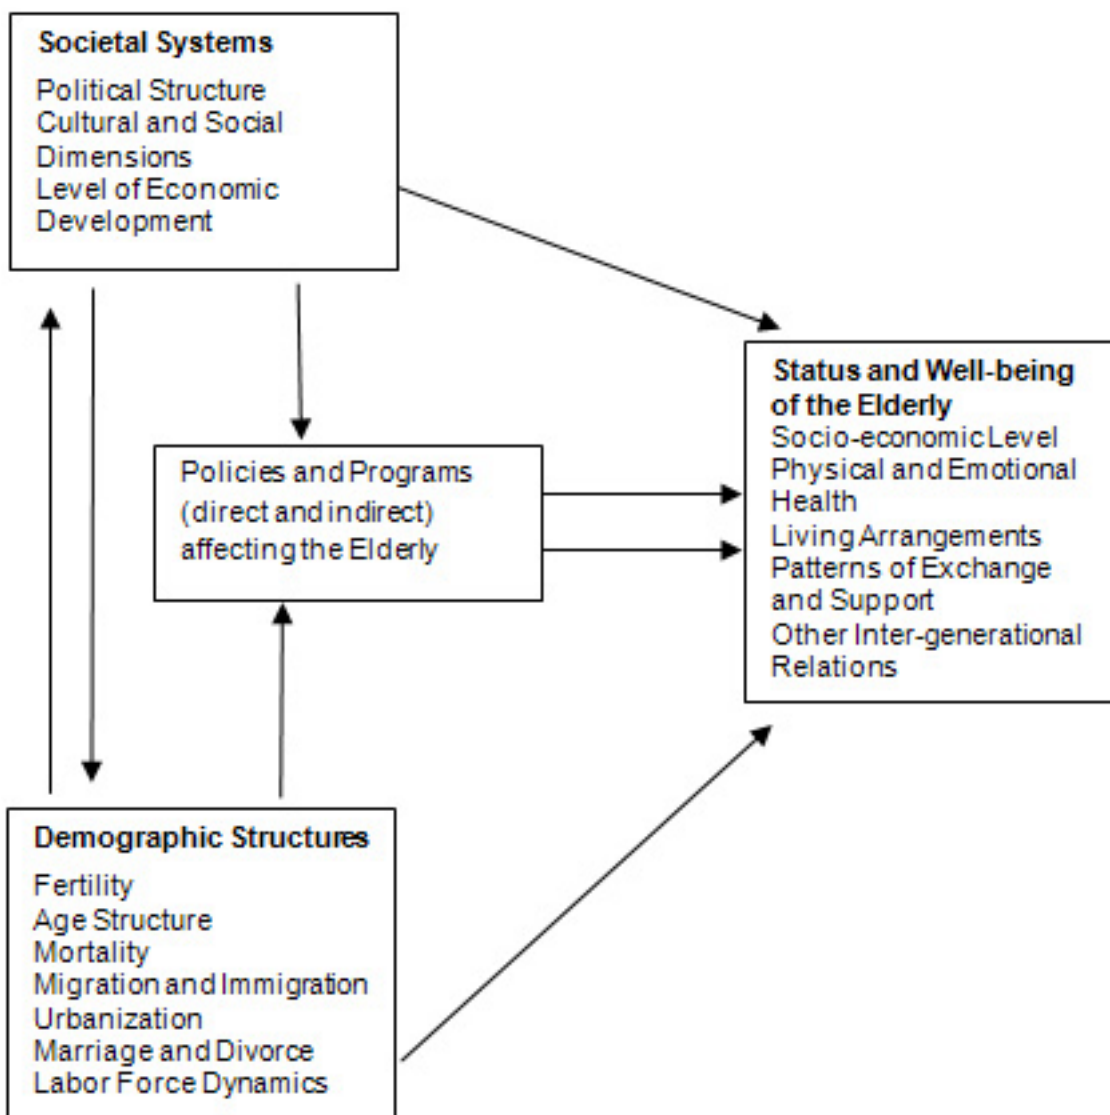 Societal Systems
Political Structure
Cultural and Social
Dimensions
Level of Economic
Development
Policies and Programs
(direct and indirect)
affecting the Elderly
Status and Well-being
of the Elderly
Socio-economic Level
Physical and Emotional
Health
Living Arrangements
Patterns of Exchange
and Support
Other Inter-generational
Relations
Demographic Structures
Fertility
Age Structure
Mortality
Migration and Immigration
Urbanization
Marriage and Divorce
Labor Force Dynamics